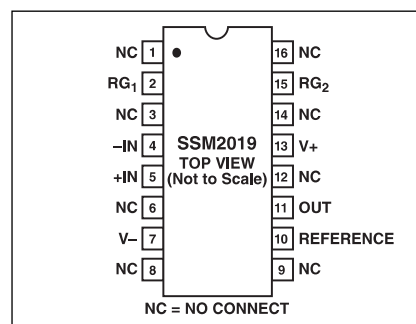 NC 1 16 NC
RG1 2 15 RG2
NC 3 14 NC
–IN 4 SSM2019 13 V+
TOP VIEW
+IN 5 (Not to Scale) 12 NC
NC 6 11 OUT
V– 7 10 REFERENCE
NC 8 9 NC
NC = NO CONNECT